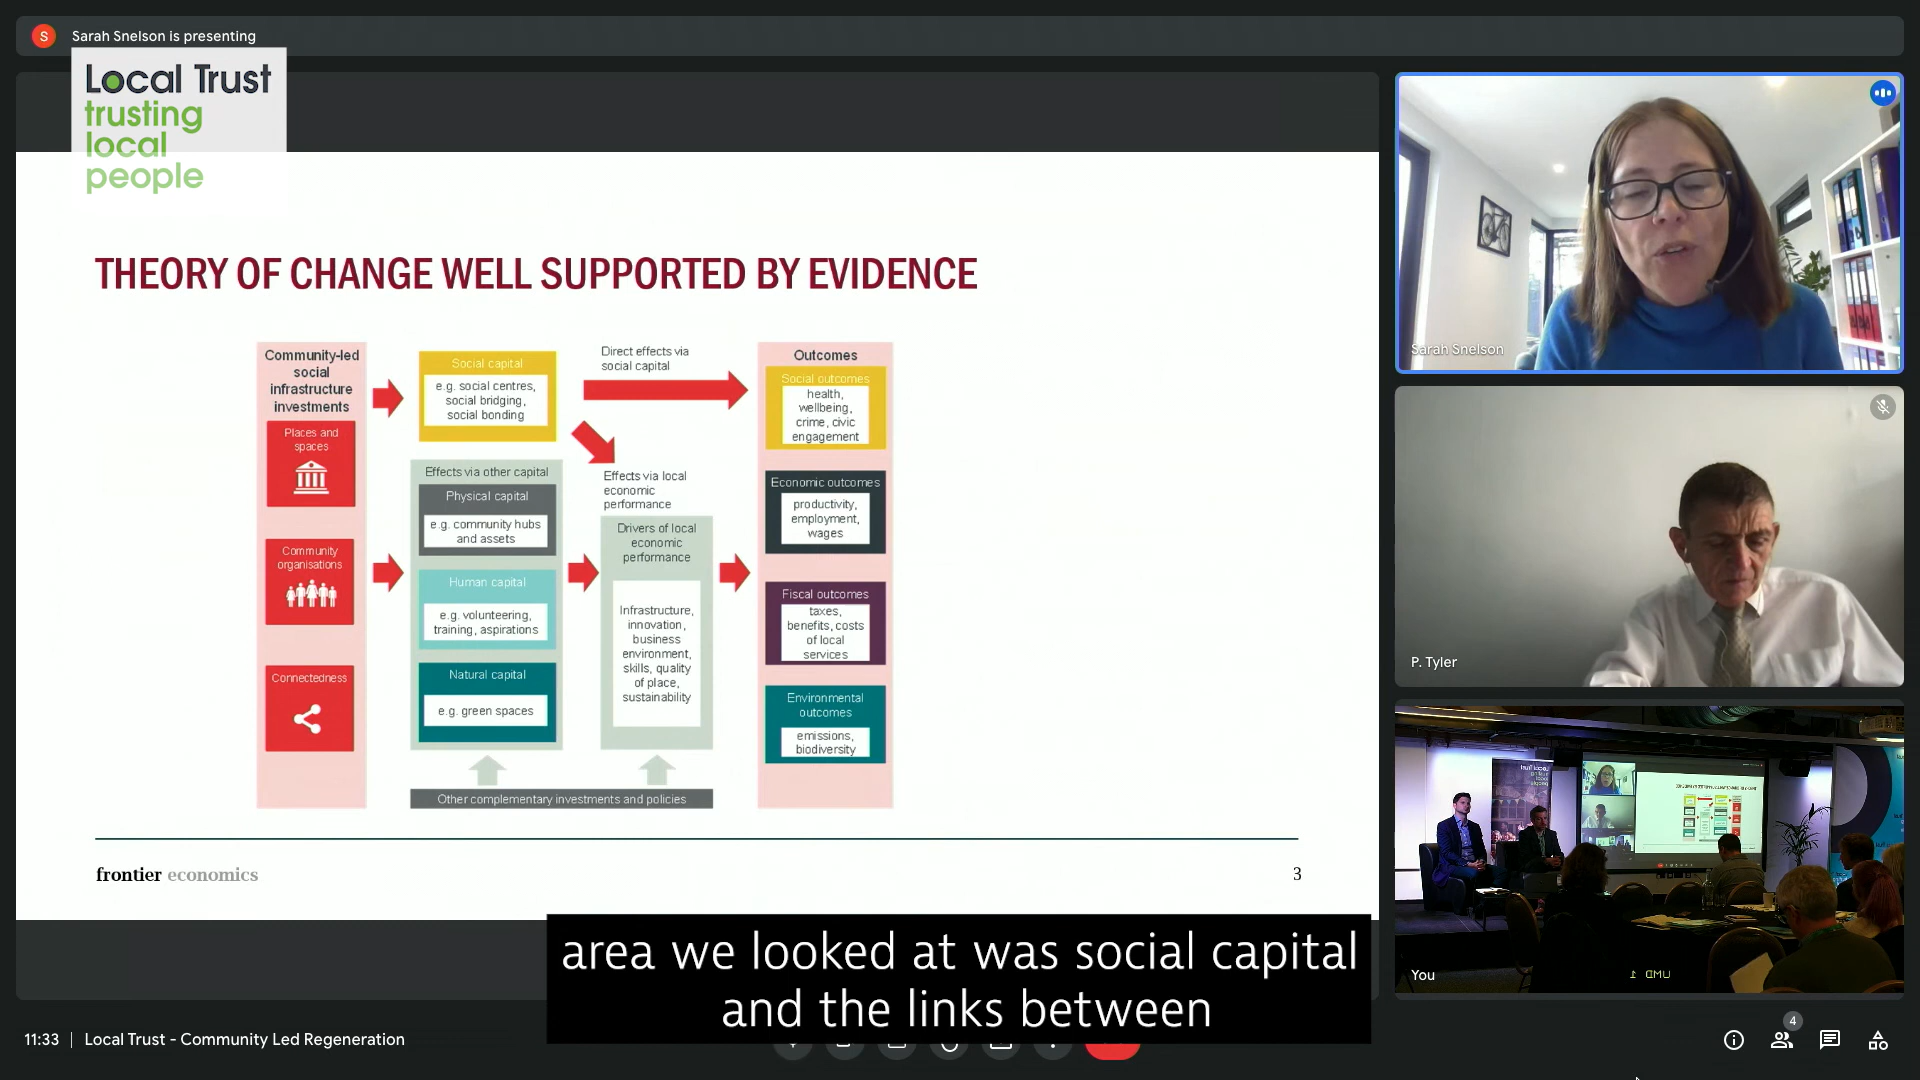 S
Sarah Snelson is presenting
Local Trust
trusting
local
people
THEORY OF CHANGE WELL SUPPORTED BY EVIDENCE
Community-led
social
infrastructure
investments
Places and
spaces
Community
organisations
Connectedness
Social capital
e.g. social centres,
social bridging,
social bonding
Effects via other capital
Physical capital
e.g. community hubs
and assets
Human capital
e.g. volunteering,
training, aspirations
Natural capital
e.g. green spaces
Direct effects via
social capital
Effects via local
economic
performance
Drivers of local
economic
performance
Infrastructure,
innovation,
business
environment,
skills, quality
of place,
sustainability
Other complementary investments and policies
Outcomes
Social outcomes
health,
wellbeing,
crime, civic
engagement
Economic outcomes
productivity,
employment,
wages
Fiscal outcomes
taxes,
benefits, costs
of local
services
Environmental
outcomes
emissions,
biodiversity
frontier economics
3
Sarah Snelson
P. Tyler
You
area we looked at was social capital
and the links between
11:33 | Local Trust - Community Led Regeneration
4